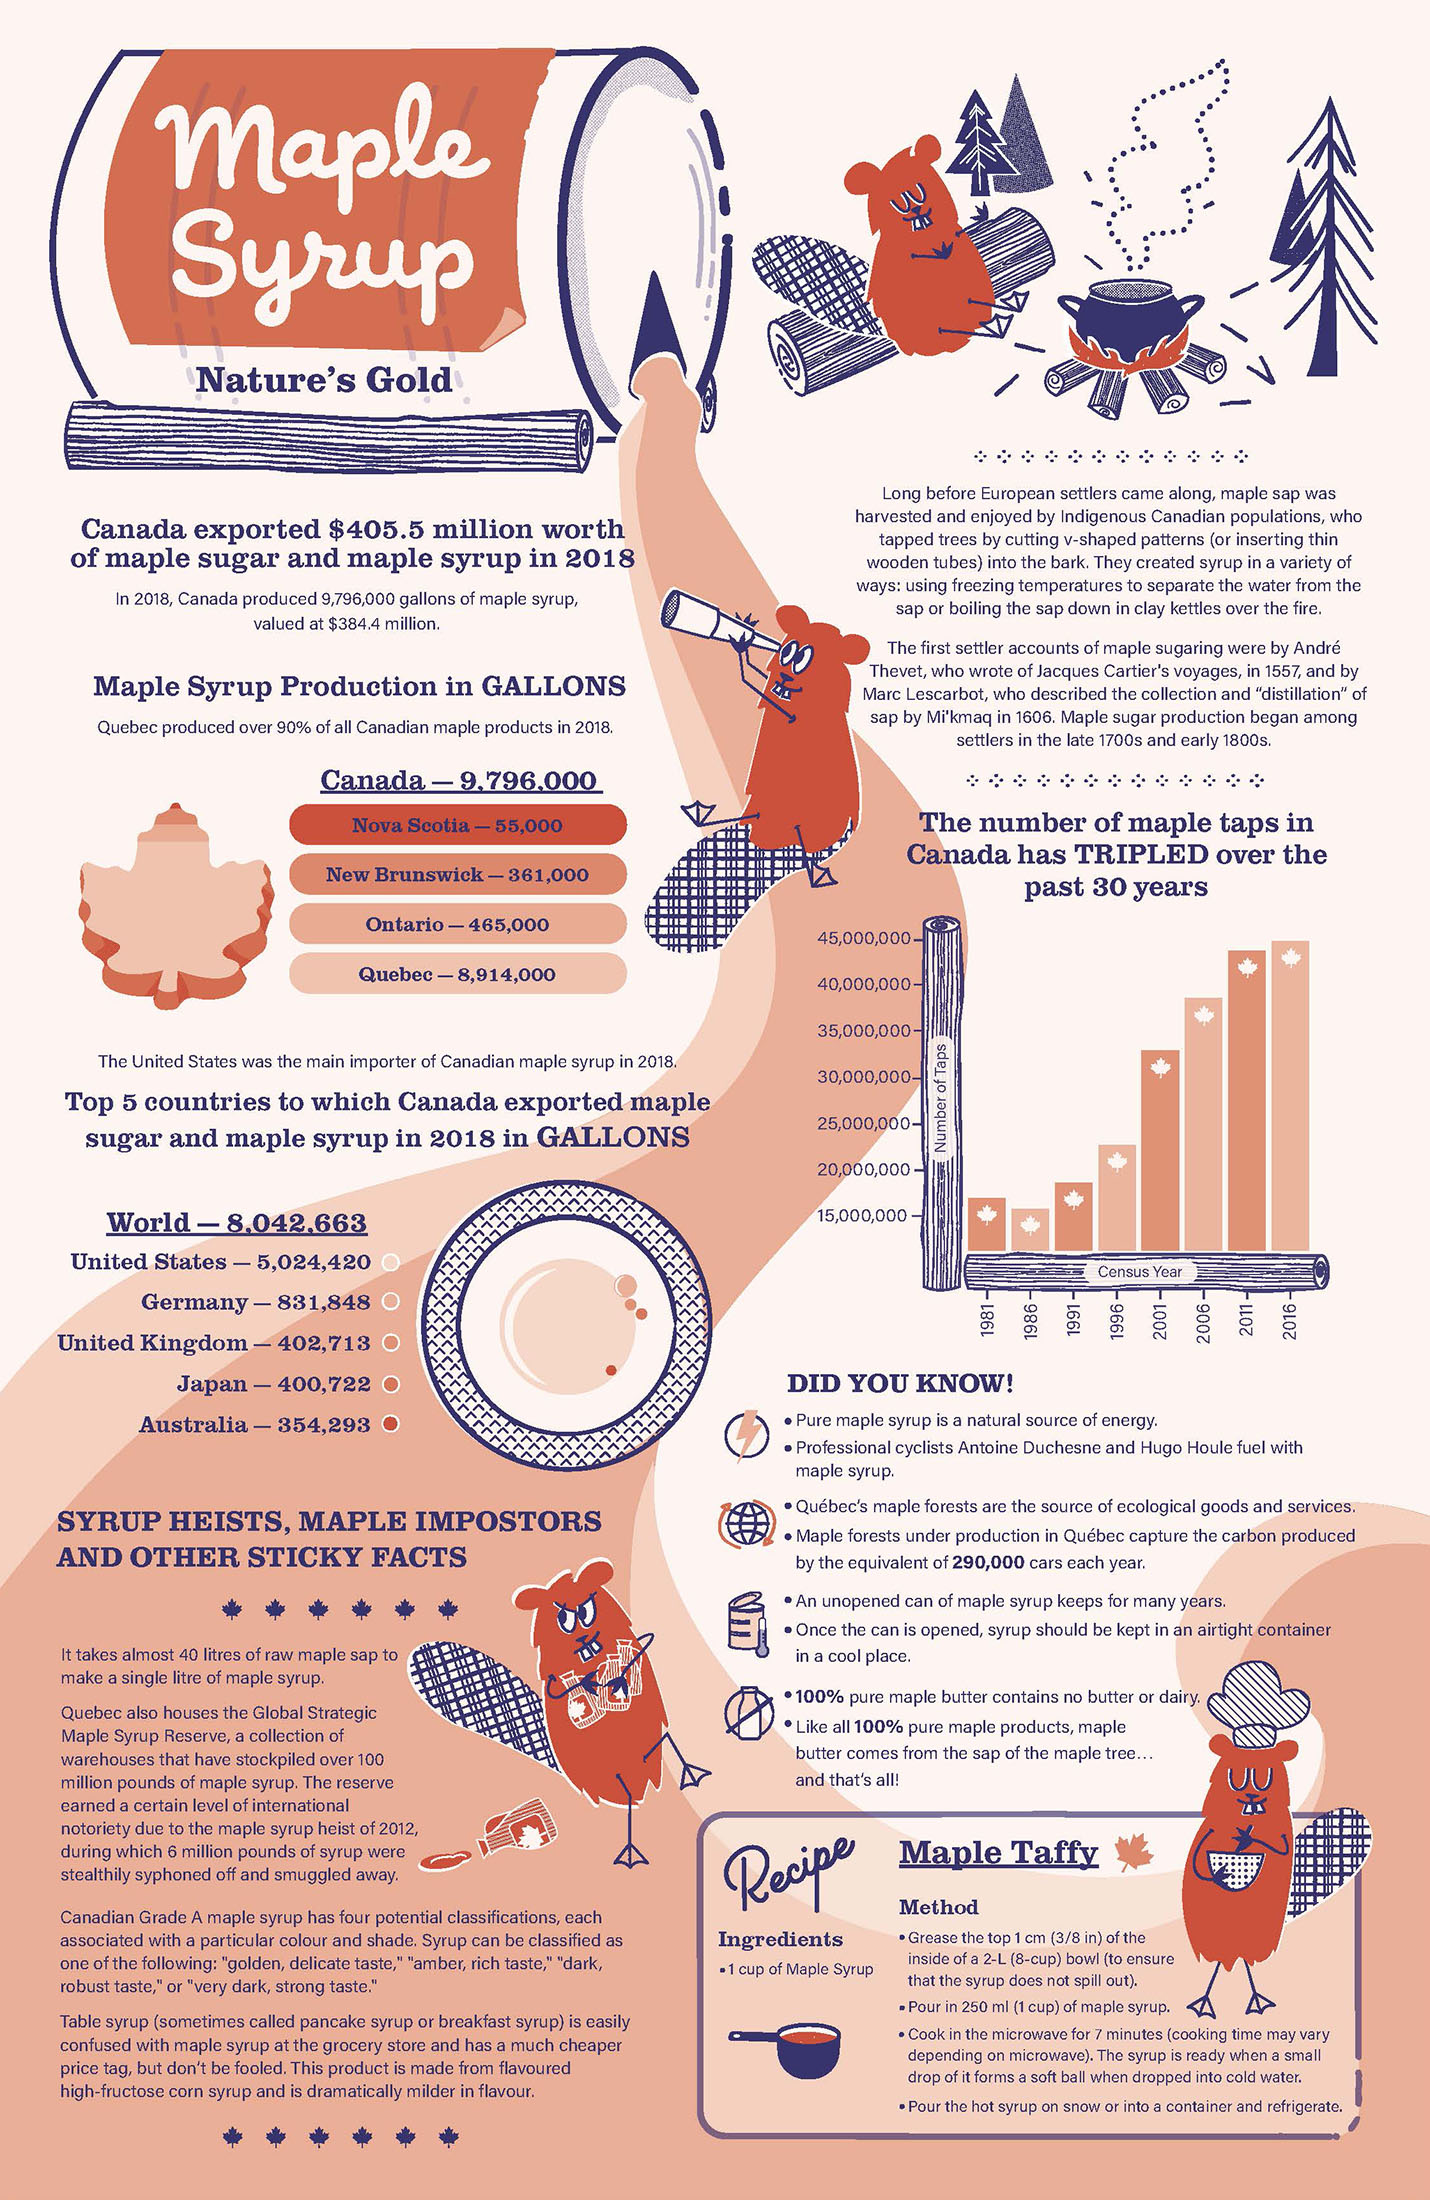 Maple
Syrup
Nature's Gold
Canada exported $405.5 million worth
of maple sugar and maple syrup in 2018
In 2018, Canada produced 9,796,000 gallons of maple syrup,
valued at $384.4 million.
Maple Syrup Production in GALLONS
Quebec produced over 90% of all Canadian maple products in 2018.
Canada — 9,796,000
Nova Scotia — 55,000
New Brunswick — 361,000
Ontario — 465,000
Quebec — 8,914,000
The United States was the main importer of Canadian maple syrup in 2018.
Top 5 countries to which Canada exported maple
sugar and maple syrup in 2018 in GALLONS
World — 8,042,663
United States — 5,024,420
Germany — 831,848
United Kingdom — 402,713
Japan — 400,722
Australia — 354,293
SYRUP HEISTS, MAPLE IMPOSTORS
AND OTHER STICKY FACTS
It takes almost 40 litres of raw maple sap to
make a single litre of maple syrup.
Quebec also houses the Global Strategic
Maple Syrup Reserve, a collection of
warehouses that have stockpiled over 100
million pounds of maple syrup. The reserve
earned a certain level of international
notoriety due to the maple syrup heist of 2012,
during which 6 million pounds of syrup were
stealthily syphoned off and smuggled away.
Canadian Grade A maple syrup has four potential classifications, each
associated with a particular colour and shade. Syrup can be classified as
one of the following: "golden, delicate taste," "amber, rich taste," "dark,
robust taste," or "very dark, strong taste."
Table syrup (sometimes called pancake syrup or breakfast syrup) is easily
confused with maple syrup at the grocery store and has a much cheaper
price tag, but don't be fooled. This product is made from flavoured
high-fructose corn syrup and is dramatically milder in flavour.
Long before European settlers came along, maple sap was
harvested and enjoyed by Indigenous Canadian populations, who
tapped trees by cutting v-shaped patterns (or inserting thin
wooden tubes) into the bark. They created syrup in a variety of
ways: using freezing temperatures to separate the water from the
sap or boiling the sap down in clay kettles over the fire.
The first settler accounts of maple sugaring were by André
Thevet, who wrote of Jacques Cartier's voyages, in 1557, and by
Marc Lescarbot, who described the collection and "distillation" of
sap by Mi'kmaq in 1606. Maple sugar production began among
settlers in the late 1700s and early 1800s.
The number of maple taps in
Canada has TRIPLED over the
past 30 years
45,000,000
40,000,000
35,000,000
30,000,000
25,000,000
20,000,000
15,000,000
Number of Taps
Census Year
1981
1986
1991
1996
2001
2006
2011
2016
DID YOU KNOW!
• Pure maple syrup is a natural source of energy.
• Professional cyclists Antoine Duchesne and Hugo Houle fuel with
maple syrup.
• Québec's maple forests are the source of ecological goods and services.
• Maple forests under production in Québec capture the carbon produced
by the equivalent of 290,000 cars each year.
• An unopened can of maple syrup keeps for many years.
• Once the can is opened, syrup should be kept in an airtight container
in a cool place.
• 100% pure maple butter contains no butter or dairy.
• Like all 100% pure maple products, maple
butter comes from the sap of the maple tree...
and that's all!
Recipe
Ingredients
• 1 cup of Maple Syrup
Maple Taffy
Method
• Grease the top 1 cm (3/8 in) of the
inside of a 2-L (8-cup) bowl (to ensure
that the syrup does not spill out).
• Pour in 250 ml (1 cup) of maple syrup.
• Cook in the microwave for 7 minutes (cooking time may vary
depending on microwave). The syrup is ready when a small
drop of it forms a soft ball when dropped into cold water.
• Pour the hot syrup on snow or into a container and refrigerate.